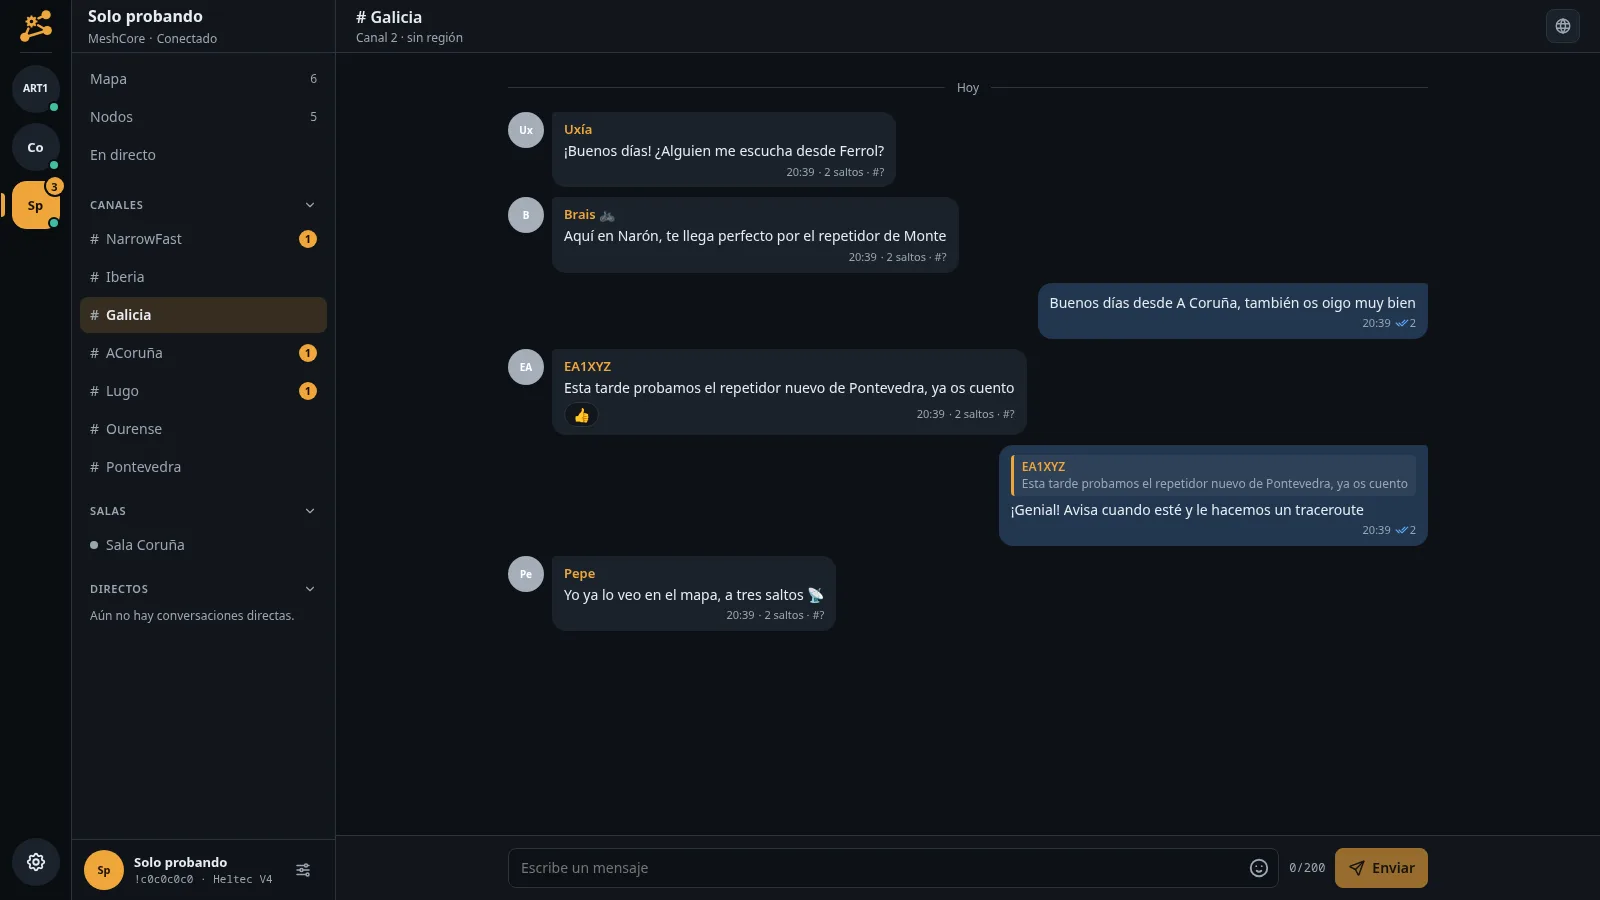 Solo probando
MeshCore · Conectado
ART1
Co
3
Sp
Mapa 6
Nodos 5
En directo
CANALES
# NarrowFast 1
# Iberia
# Galicia
# ACoruña 1
# Lugo 1
# Ourense
# Pontevedra
SALAS
Sala Coruña
DIRECTOS
Aún no hay conversaciones directas.
Sp
Solo probando
!c0c0c0c0 · Heltec V4
# Galicia
Canal 2 · sin región
Hoy
Ux
Uxía
¡Buenos días! ¿Alguien me escucha desde Ferrol?
20:39 · 2 saltos · #?
B
Brais 🚲
Aquí en Narón, te llega perfecto por el repetidor de Monte
20:39 · 2 saltos · #?
Buenos días desde A Coruña, también os oigo muy bien
20:39 2
EA
EA1XYZ
Esta tarde probamos el repetidor nuevo de Pontevedra, ya os cuento
👍 20:39 · 2 saltos · #?
EA1XYZ
Esta tarde probamos el repetidor nuevo de Pontevedra, ya os cuento
¡Genial! Avisa cuando esté y le hacemos un traceroute
20:39 2
Pe
Pepe
Yo ya lo veo en el mapa, a tres saltos 📡
20:39 · 2 saltos · #?
Escribe un mensaje
0/200
Enviar